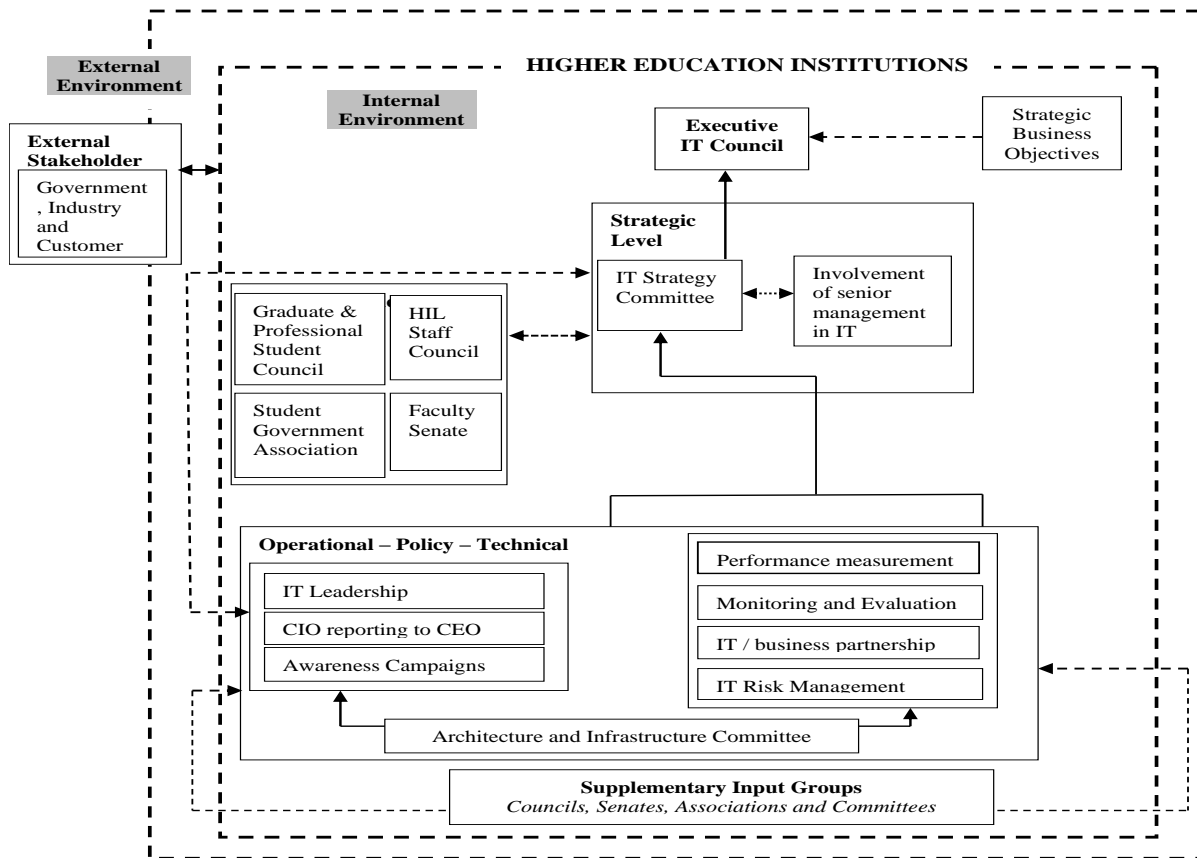 External
Environment
HIGHER EDUCATION INSTITUTIONS
Internal
Environment
Executive
IT Council
Strategic
Business
Objectives
External
Stakeholder
Government
, Industry
and
Customer
Strategic
Level
IT Strategy
Committee
Involvement
of senior
management
in IT
Graduate &
Professional
Student
Council
HIL
Staff
Council
Student
Government
Association
Faculty
Senate
Operational – Policy – Technical
IT Leadership
CIO reporting to CEO
Awareness Campaigns
Performance measurement
Monitoring and Evaluation
IT / business partnership
IT Risk Management
Architecture and Infrastructure Committee
Supplementary Input Groups
Councils, Senates, Associations and Committees